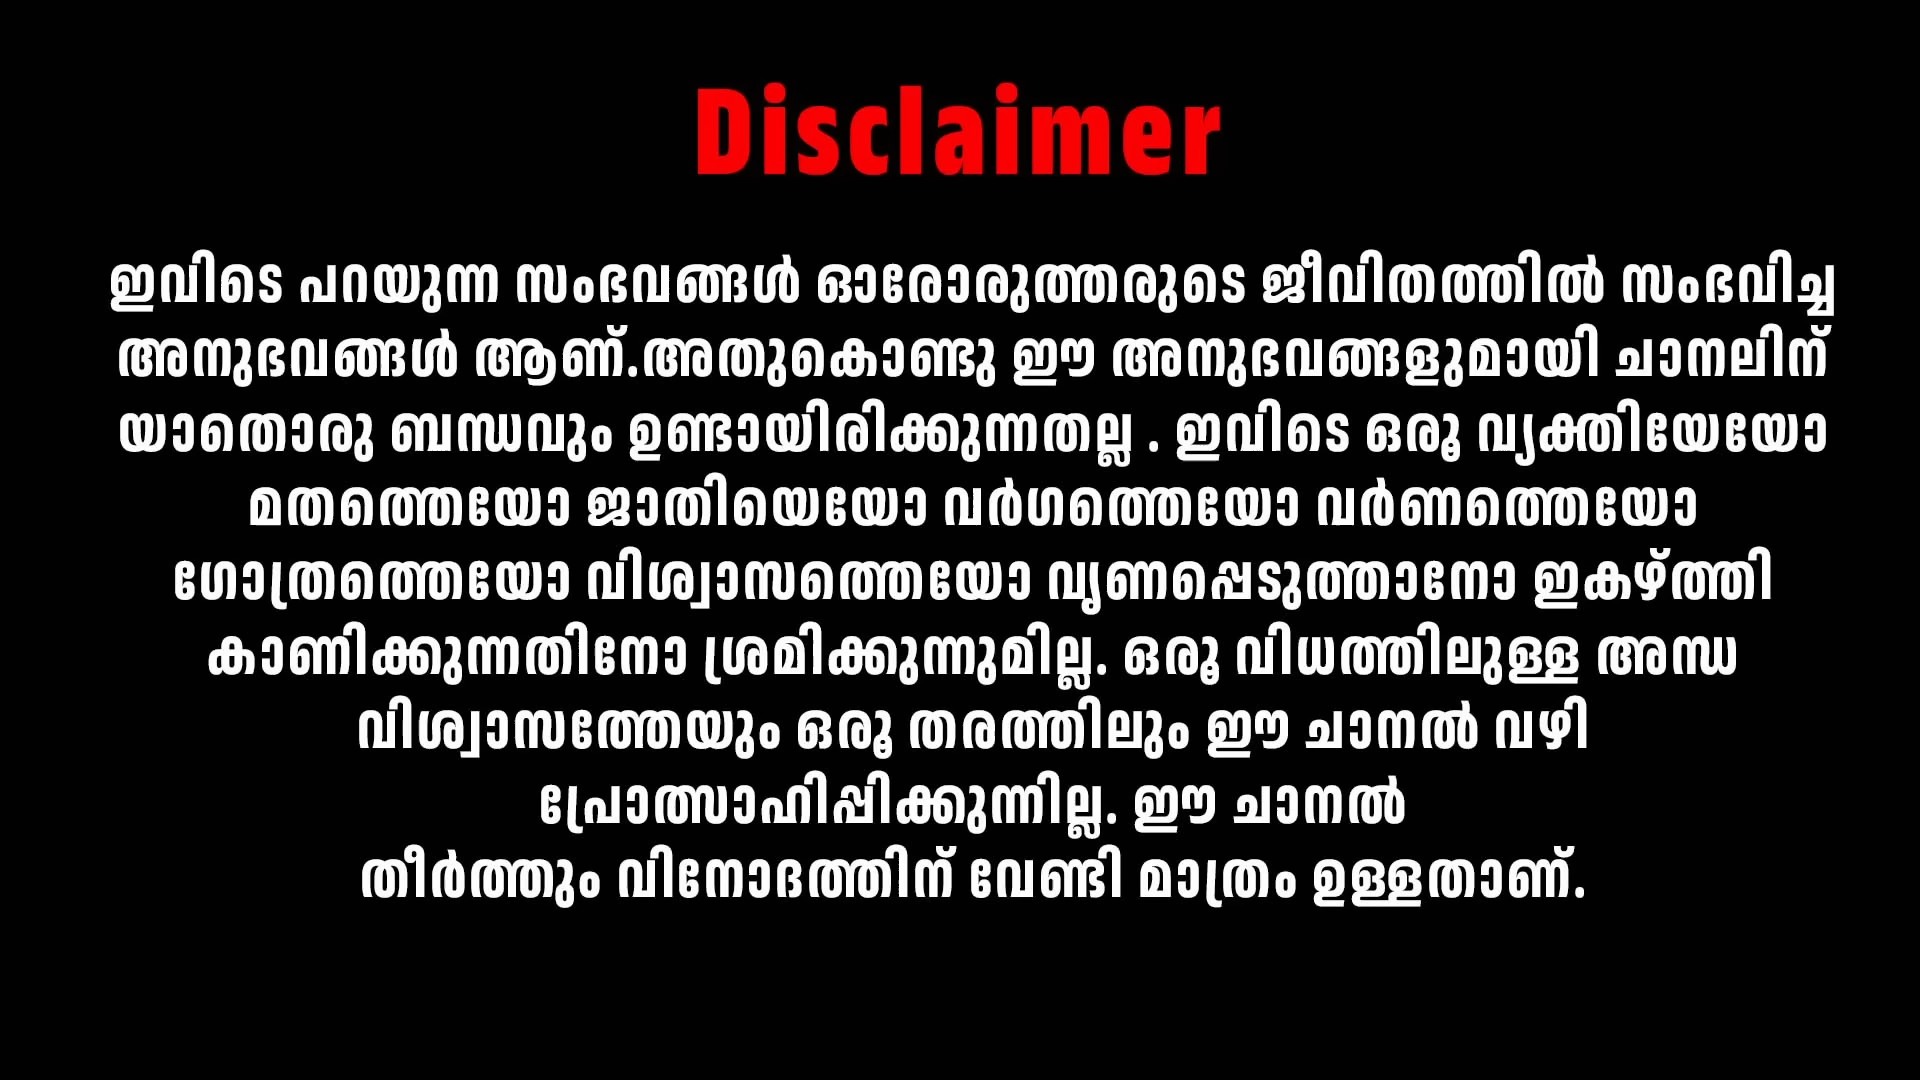 Disclaimer
ഇവിടെ പറയുന്ന സംഭവങ്ങൾ ഓരോരുത്തരുടെ ജീവിതത്തിൽ സംഭവിച്ച
അനുഭവങ്ങൾ ആണ്.അതുകൊണ്ടു ഈ അനുഭവങ്ങളുമായി ചാനലിന്
യാതൊരു ബന്ധവും ഉണ്ടായിരിക്കുന്നതല്ല . ഇവിടെ ഒരൂ വ്യക്തിയേയോ
മതത്തെയോ ജാതിയെയോ വർഗത്തെയോ വർണത്തെയോ
ഗോത്രത്തെയോ വിശ്വാസത്തെയോ വൃണപ്പെടുത്താനോ ഇകഴ്ത്തി
കാണിക്കുന്നതിനോ ശ്രമിക്കുന്നുമില്ല. ഒരൂ വിധത്തിലുള്ള അന്ധ
വിശ്വാസത്തേയും ഒരൂ തരത്തിലും ഈ ചാനൽ വഴി
പ്രോത്സാഹിപ്പിക്കുന്നില്ല. ഈ ചാനൽ
തീർത്തും വിനോദത്തിന് വേണ്ടി മാത്രം ഉള്ളതാണ്.